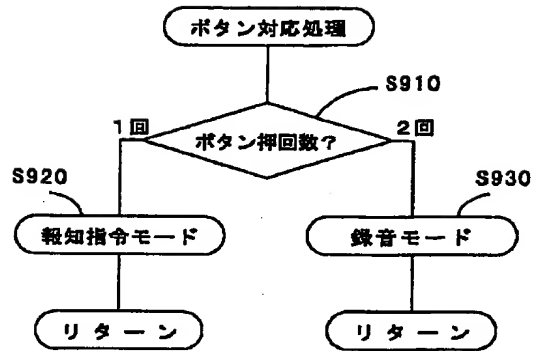 ボタン対応処理
S910
1回
ボタン押回数?
2回
S920
S930
報知指令モード
録音モード
リターン
リターン